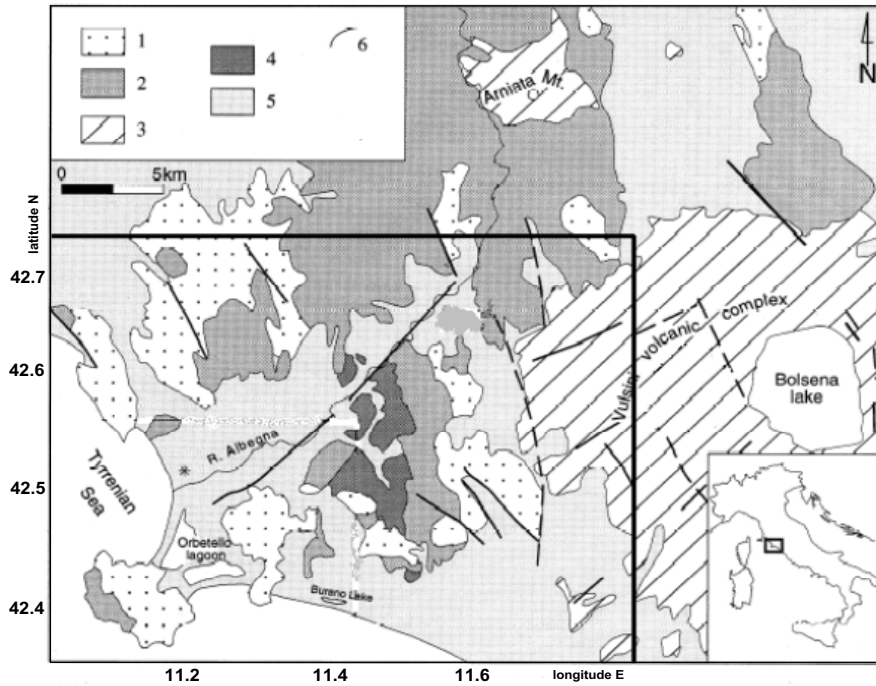 1
2
3
4
5
6
N
0 5km
Amiata Mt.
latitude N
42.7
42.6
42.5
42.4
Vulsini volcanic complex
Bolsena
lake
R. Albegna
Tyrrenian
Sea
Orbetello
lagoon
Burano Lake
11.2
11.4
11.6
longitude E